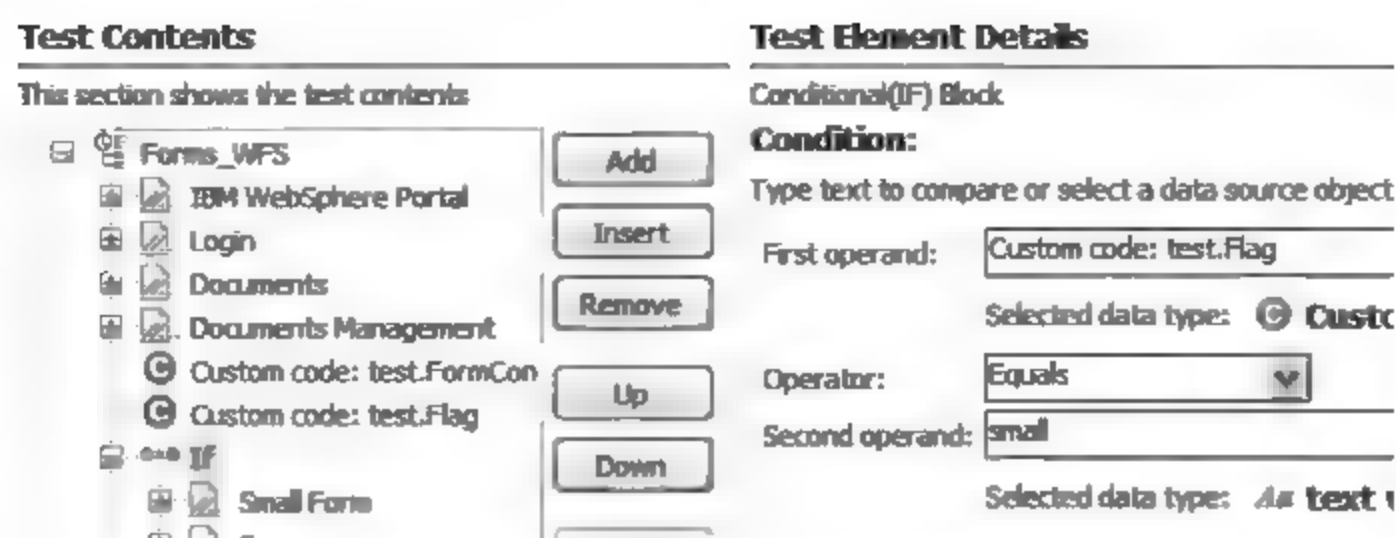 Test Contents
This section shows the test contents
Forms_WFS
IBM WebSphere Portal
Login
Documents
Documents Management
Custom code: test.FormCon
Custom code: test.Flag
If
Small Form
Add
Insert
Remove
Up
Down
Test Element Details
Conditional(IF) Block
Condition:
Type text to compare or select a data source object
First operand: Custom code: test.Flag
Selected data type: Custo
Operator: Equals
Second operand: small
Selected data type: text